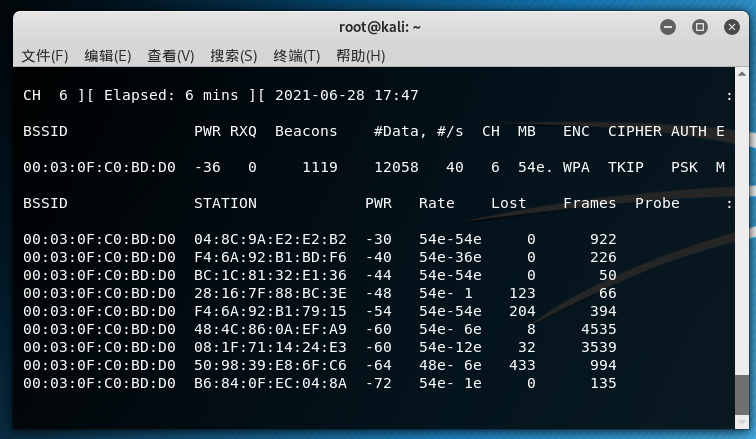 root@kali: ~
文件(F) 编辑(E) 查看(V) 搜索(S) 终端(T) 帮助(H)
CH  6 ][ Elapsed: 6 mins ][ 2021-06-28 17:47                                  :
BSSID              PWR RXQ  Beacons    #Data, #/s  CH  MB   ENC  CIPHER AUTH E
00:03:0F:C0:BD:D0  -36   0     1119    12058   40   6  54e. WPA  TKIP   PSK  M
BSSID              STATION            PWR   Rate    Lost    Frames  Probe     :
00:03:0F:C0:BD:D0  04:8C:9A:E2:E2:B2  -30   54e-54e     0      922
00:03:0F:C0:BD:D0  F4:6A:92:B1:BD:F6  -40   54e-36e     0      226
00:03:0F:C0:BD:D0  BC:1C:81:32:E1:36  -44   54e-54e     0       50
00:03:0F:C0:BD:D0  28:16:7F:88:BC:3E  -48   54e- 1    123       66
00:03:0F:C0:BD:D0  F4:6A:92:B1:79:15  -54   54e-54e   204      394
00:03:0F:C0:BD:D0  48:4C:86:0A:EF:A9  -60   54e- 6e     8     4535
00:03:0F:C0:BD:D0  08:1F:71:14:24:E3  -60   54e-12e    32     3539
00:03:0F:C0:BD:D0  50:98:39:E8:6F:C6  -64   48e- 6e   433      994
00:03:0F:C0:BD:D0  B6:84:0F:EC:04:8A  -72   54e- 1e     0      135